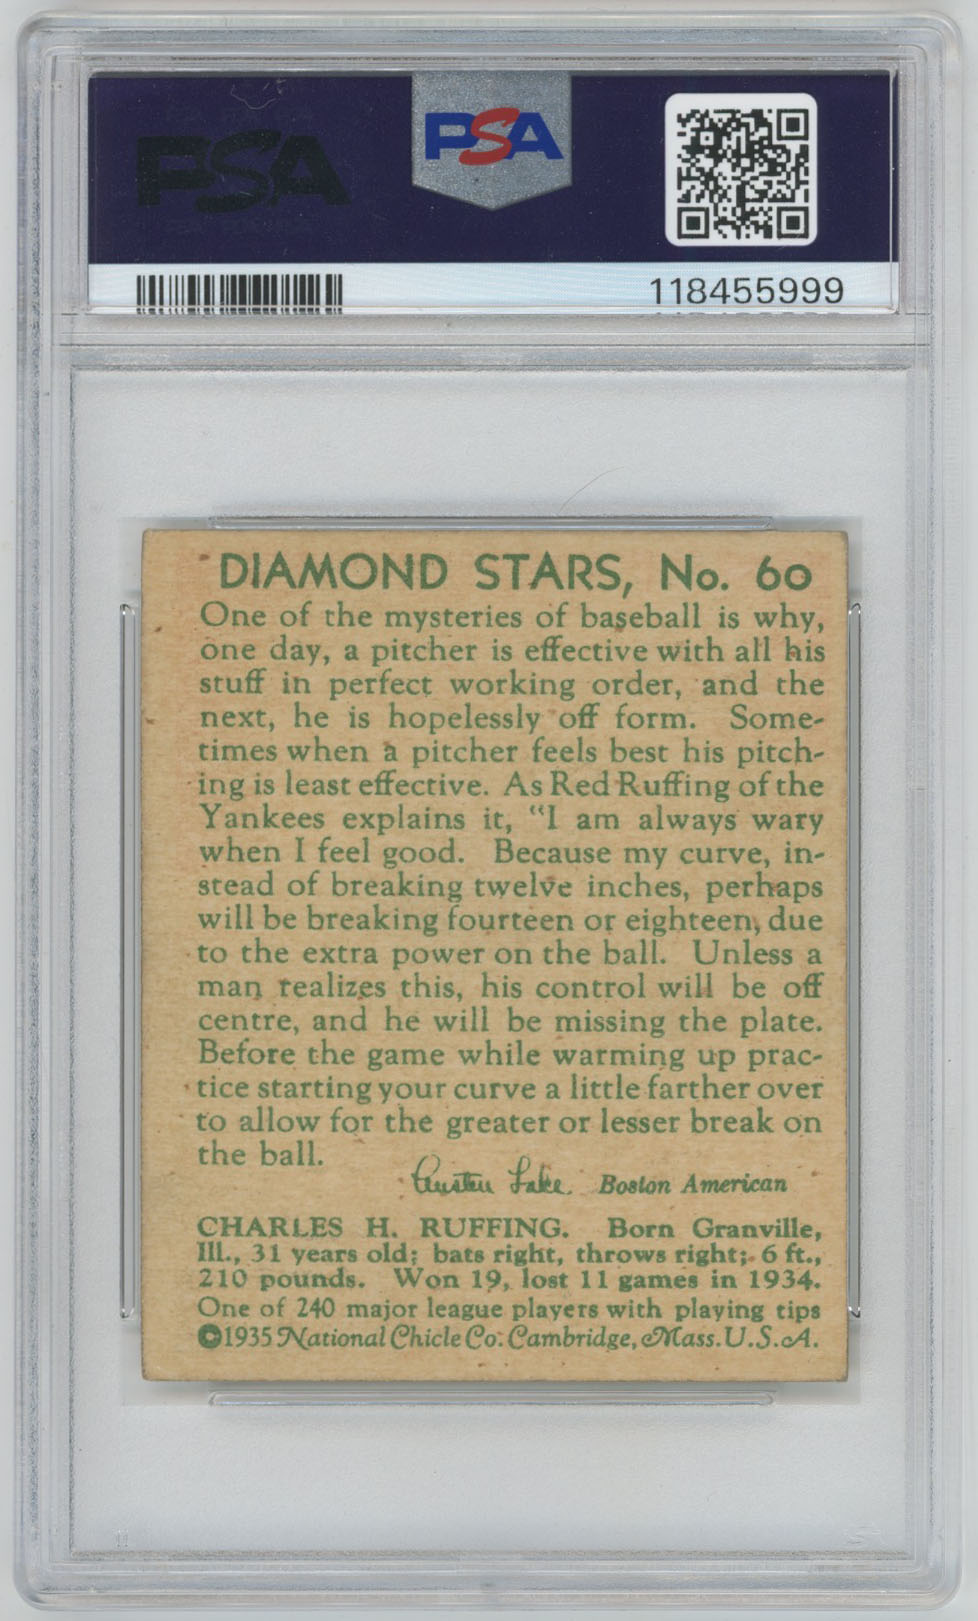 PSA
PSA
118455999
DIAMOND STARS, No. 60
One of the mysteries of baseball is why,
one day, a pitcher is effective with all his
stuff in perfect working order, and the
next, he is hopelessly off form. Some-
times when a pitcher feels best his pitch-
ing is least effective. As Red Ruffing of the
Yankees explains it, "I am always wary
when I feel good. Because my curve, in-
stead of breaking twelve inches, perhaps
will be breaking fourteen or eighteen, due
to the extra power on the ball. Unless a
man realizes this, his control will be off
centre, and he will be missing the plate.
Before the game while warming up prac-
tice starting your curve a little farther over
to allow for the greater or lesser break on
the ball.
Austen Lake. Boston American
CHARLES H. RUFFING. Born Granville,
Ill., 31 years old; bats right, throws right; 6 ft.,
210 pounds. Won 19, lost 11 games in 1934.
One of 240 major league players with playing tips
©1935 National Chicle Co. Cambridge, Mass. U.S.A.